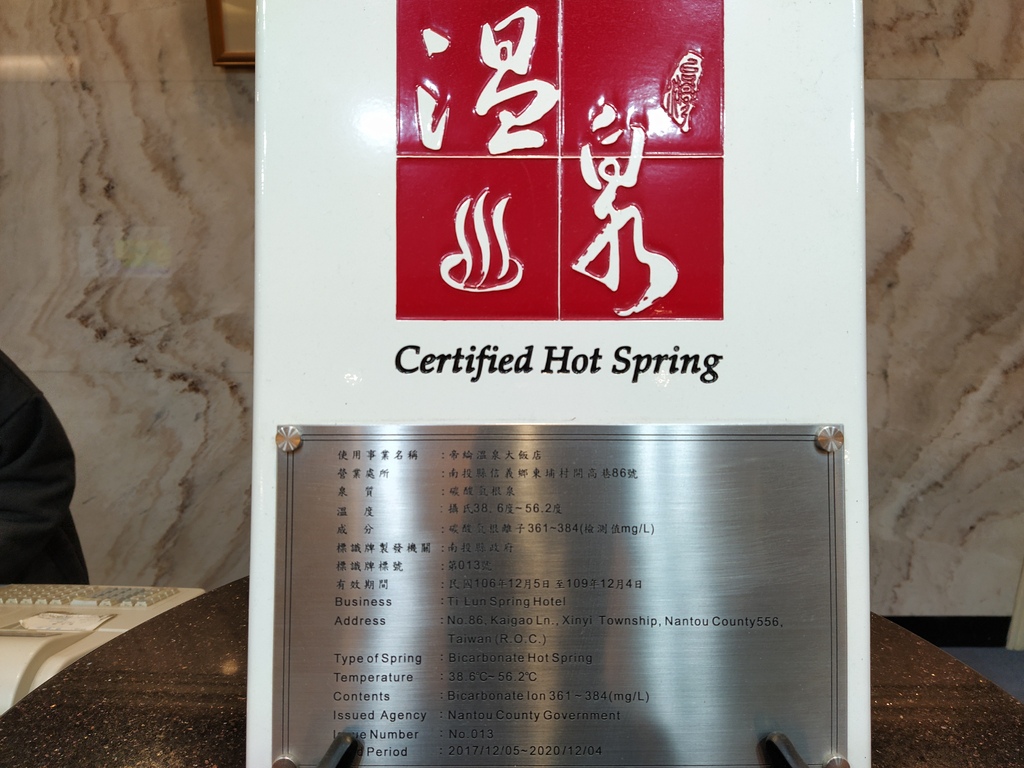 溫泉
Certified Hot Spring
使用事業名稱 :帝綸溫泉大飯店
營業處所 :南投縣信義鄉東埔村開高巷86號
泉 質 :碳酸氫根泉
溫 度 :攝氏38.6度~56.2度
成 分 :碳酸氫根離子361~384(檢測值mg/L)
標識牌製發機關 :南投縣政府
標識牌標號 :第013號
有效期間 :民國106年12月5日至109年12月4日
Business :Ti Lun Spring Hotel
Address :No.86, Kaigao Ln., Xinyi Township, Nantou County556,
Taiwan (R.O.C.)
Type of Spring :Bicarbonate Hot Spring
Temperature :38.6℃~56.2℃
Contents :Bicarbonate Ion 361~384(mg/L)
Issued Agency :Nantou County Government
Issue Number :No.013
Period :2017/12/05~2020/12/04